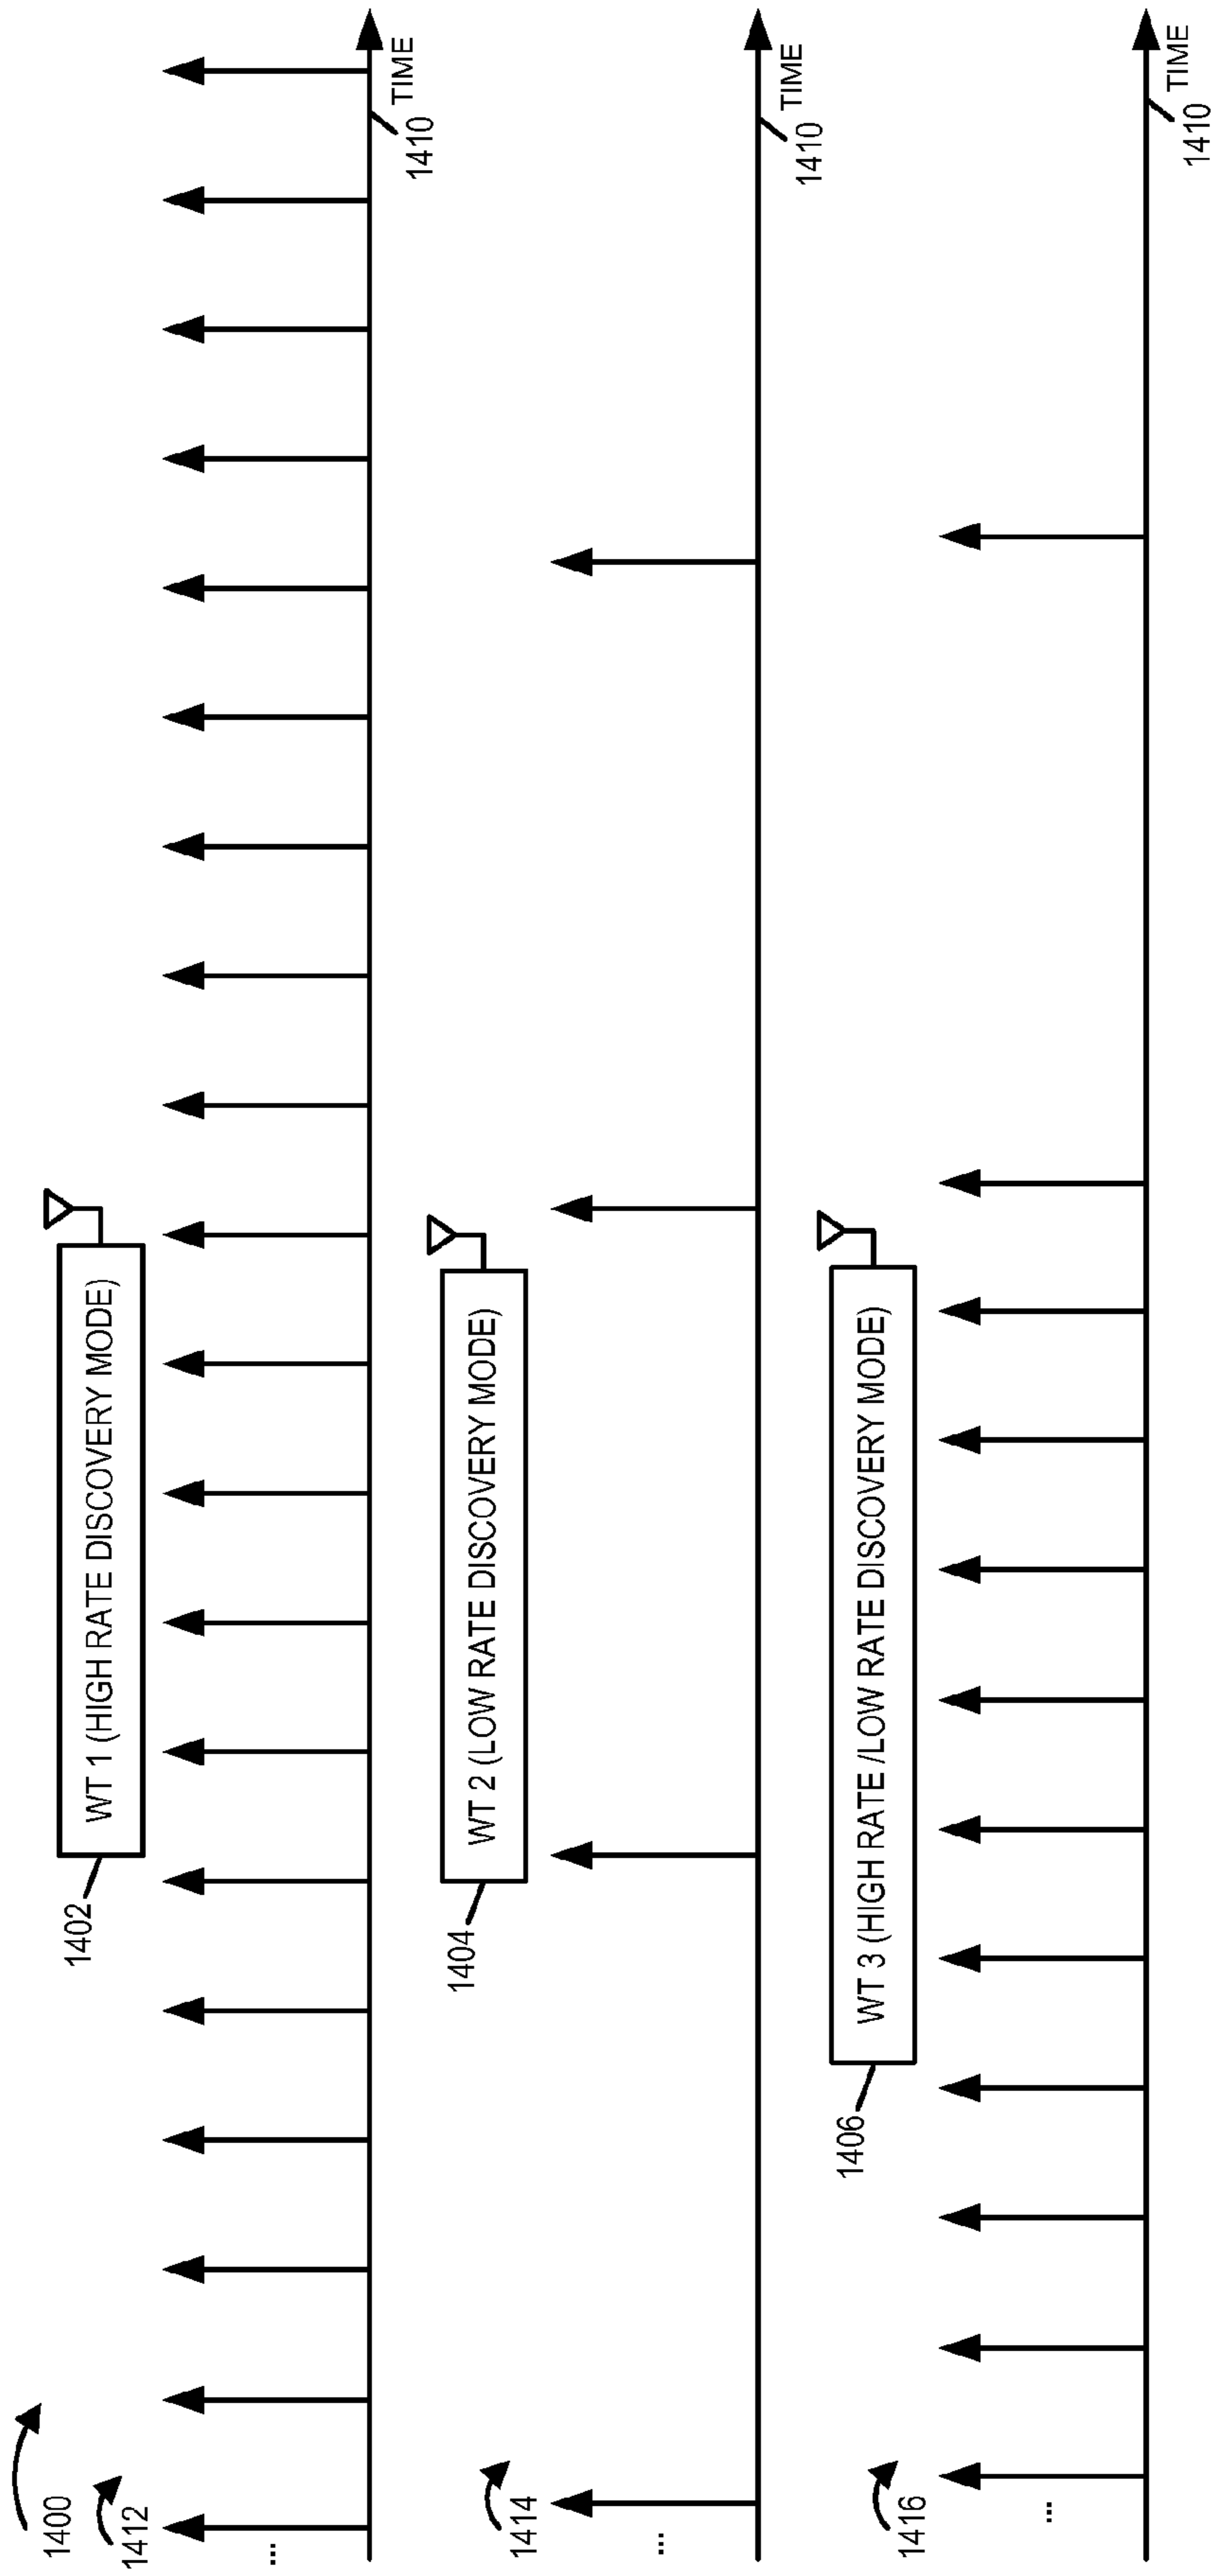 1400
1412
1402
WT 1 (HIGH RATE DISCOVERY MODE)
...
1410
TIME
1414
1404
WT 2 (LOW RATE DISCOVERY MODE)
...
1410
TIME
1416
1406
WT 3 (HIGH RATE /LOW RATE DISCOVERY MODE)
...
1410
TIME